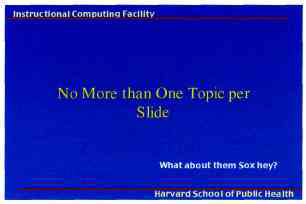 Instructional Computing Facility
No More than One Topic per
Slide
What about them Sox hey?
Harvard School of Public Health